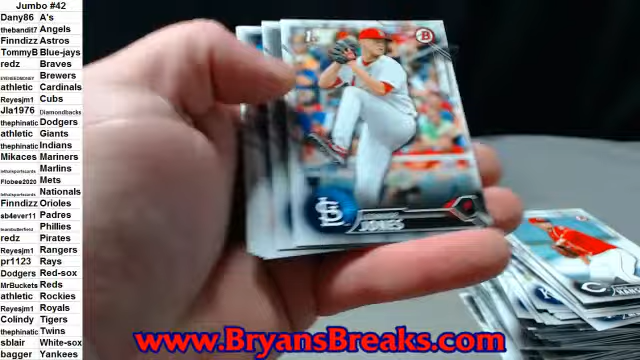 Jumbo #42
Dany86 A's
thebandit7 Angels
Finndizz Astros
TommyB Blue-jays
redz Braves
Brewers
athletic Cardinals
Reyesjm1 Cubs
Jla1976 Diamondbacks
thephinatic Dodgers
athletic Giants
thephinatic Indians
Mikaces Mariners
lethalsportscards Marlins
Flobee2020 Mets
lethalsportscards Nationals
Finndizz Orioles
sb4ever11 Padres
Phillies
redz Pirates
Reyesjm1 Rangers
pr1123 Rays
Dodgers Red-sox
MrBuckets Reds
athletic Rockies
Reyesjm1 Royals
Colindy Tigers
thephinatic Twins
sblair White-sox
bagger Yankees
1st
B
JONES
www.BryansBreaks.com